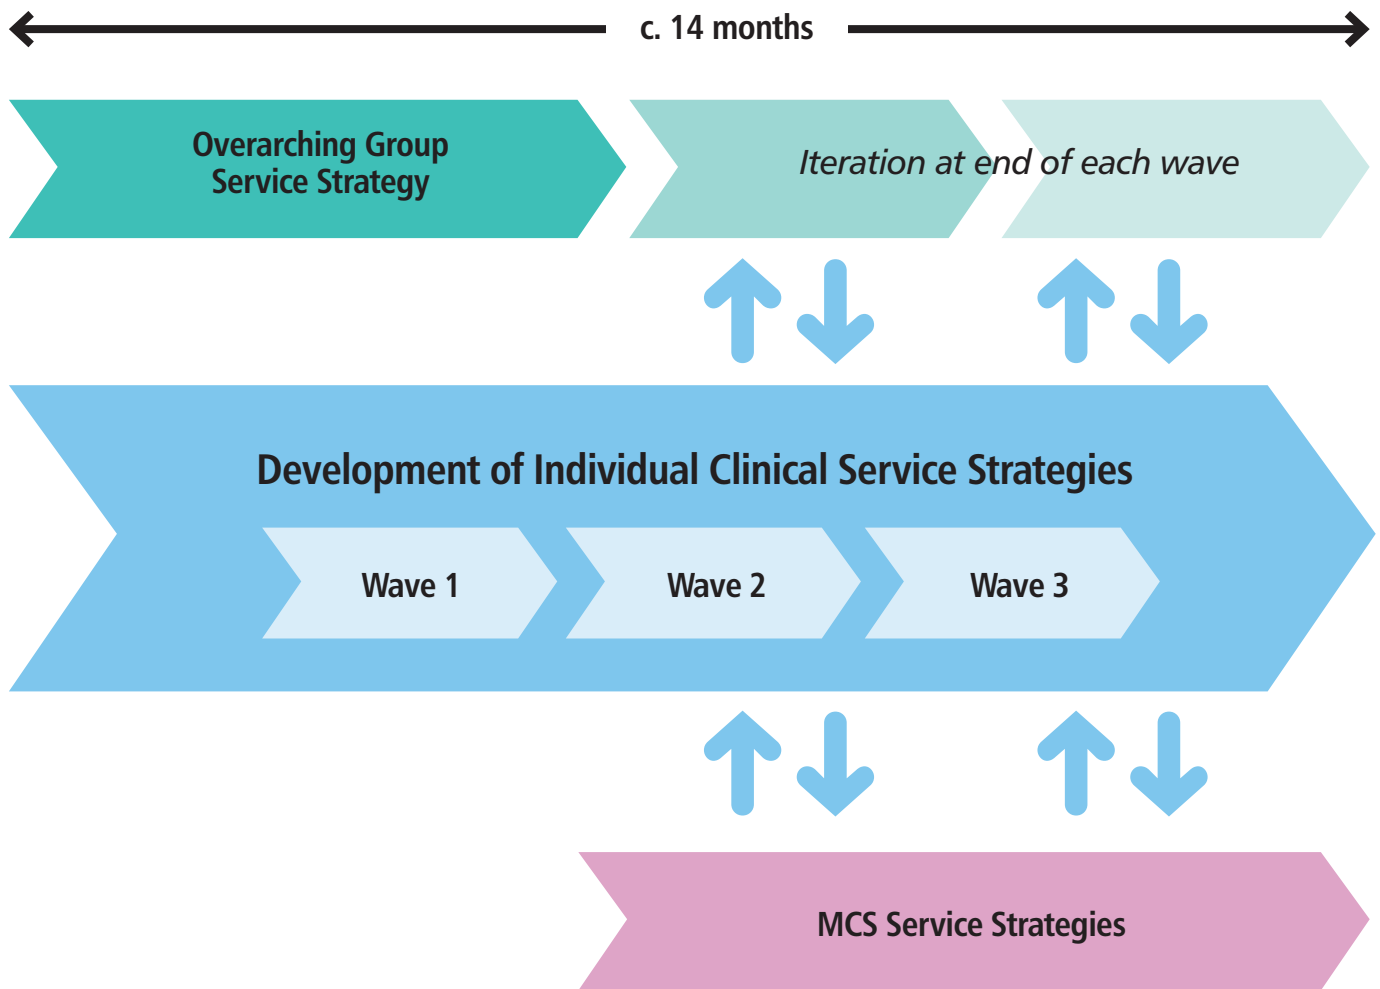 c. 14 months
Overarching Group
Service Strategy
Iteration at end of each wave
Development of Individual Clinical Service Strategies
Wave 1
Wave 2
Wave 3
MCS Service Strategies